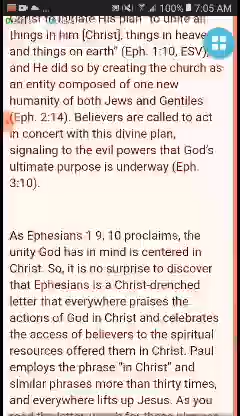 100% 7:05 AM
Christ to initiate His plan "to unite all
things in him [Christ], things in heaven
and things on earth" (Eph. 1:10, ESV),
and He did so by creating the church as
an entity composed of one new
humanity of both Jews and Gentiles
(Eph. 2:14). Believers are called to act
in concert with this divine plan,
signaling to the evil powers that God's
ultimate purpose is underway (Eph.
3:10).
As Ephesians 1 9, 10 proclaims, the
unity God has in mind is centered in
Christ. So, it is no surprise to discover
that Ephesians is a Christ-drenched
letter that everywhere praises the
actions of God in Christ and celebrates
the access of believers to the spiritual
resources offered them in Christ. Paul
employs the phrase "in Christ" and
similar phrases more than thirty times,
and everywhere lifts up Jesus. As you